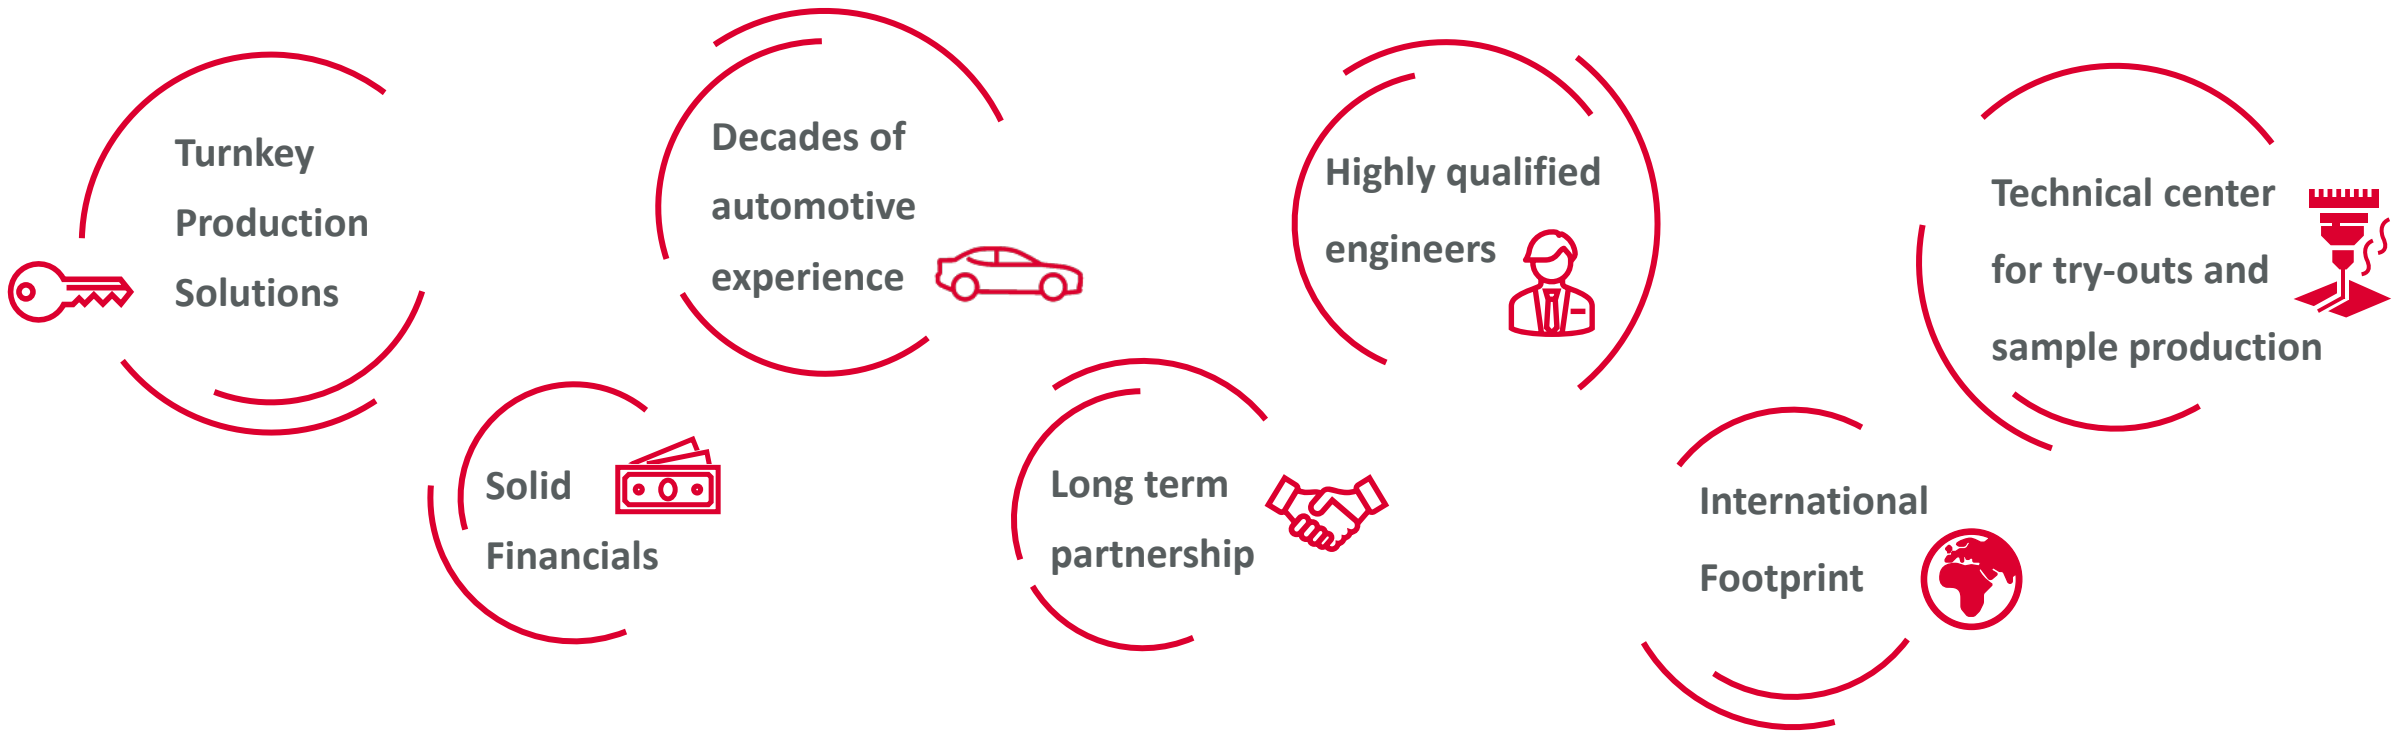 Turnkey
Production
Solutions
Solid
Financials
Decades of
automotive
experience
Long term
partnership
Highly qualified
engineers
International
Footprint
Technical center
for try-outs and
sample production